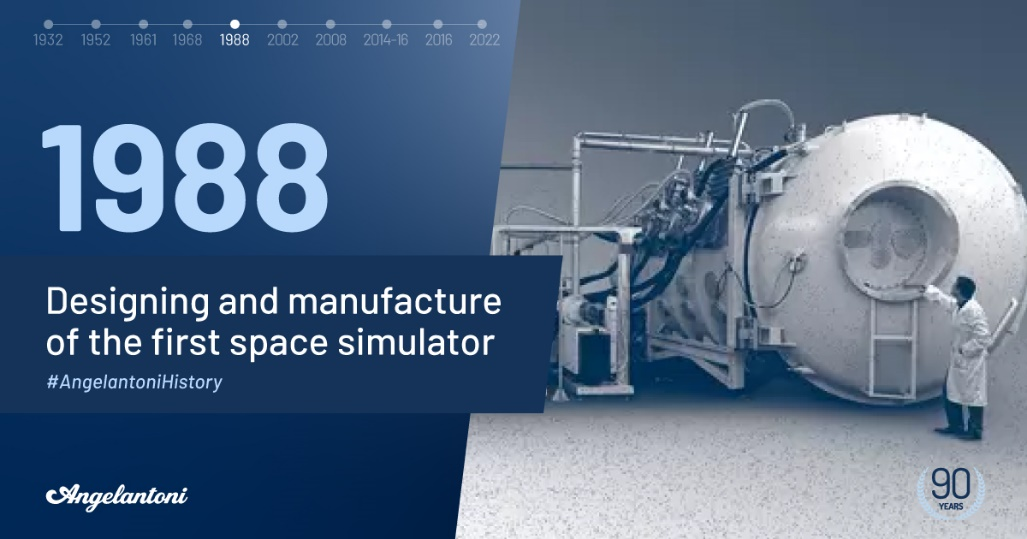 1932 1952 1961 1968 1988 2002 2008 2014-16 2016 2022
1988
Designing and manufacture
of the first space simulator
#AngelantoniHistory
Angelantoni
90
YEARS